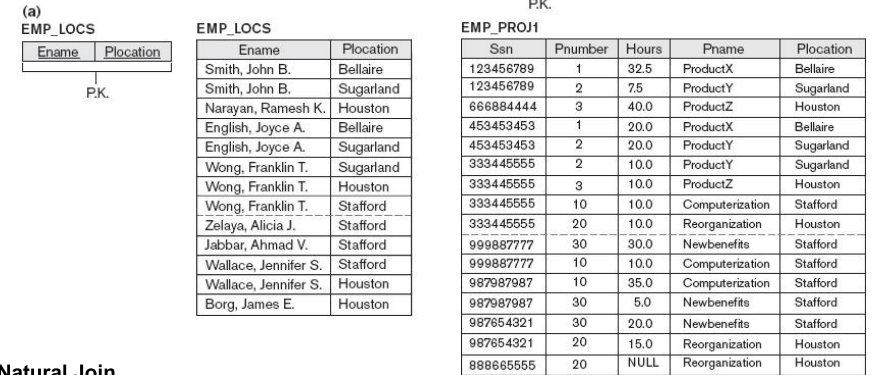 P.K.
(a)
EMP_LOCS
Ename Plocation
P.K.
EMP_LOCS
Ename Plocation
Smith, John B. Bellaire
Smith, John B. Sugarland
Narayan, Ramesh K. Houston
English, Joyce A. Bellaire
English, Joyce A. Sugarland
Wong, Franklin T. Sugarland
Wong, Franklin T. Houston
Wong, Franklin T. Stafford
Zelaya, Alicia J. Stafford
Jabbar, Ahmad V. Stafford
Wallace, Jennifer S. Stafford
Wallace, Jennifer S. Houston
Borg, James E. Houston
EMP_PROJ1
Ssn Pnumber Hours Pname Plocation
123456789 1 32.5 ProductX Bellaire
123456789 2 7.5 ProductY Sugarland
666884444 3 40.0 ProductZ Houston
453453453 1 20.0 ProductX Bellaire
453453453 2 20.0 ProductY Sugarland
333445555 2 10.0 ProductY Sugarland
333445555 3 10.0 ProductZ Houston
333445555 10 10.0 Computerization Stafford
333445555 20 10.0 Reorganization Houston
999887777 30 30.0 Newbenefits Stafford
999887777 10 10.0 Computerization Stafford
987987987 10 35.0 Computerization Stafford
987987987 30 5.0 Newbenefits Stafford
987654321 30 20.0 Newbenefits Stafford
987654321 20 15.0 Reorganization Houston
888665555 20 NULL Reorganization Houston
Natural Join